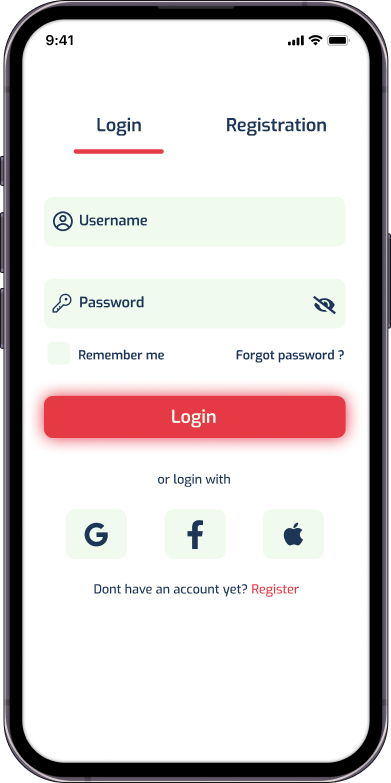 9:41
Login Registration
Username
Password
Remember me Forgot password ?
Login
or login with
G f
Dont have an account yet? Register